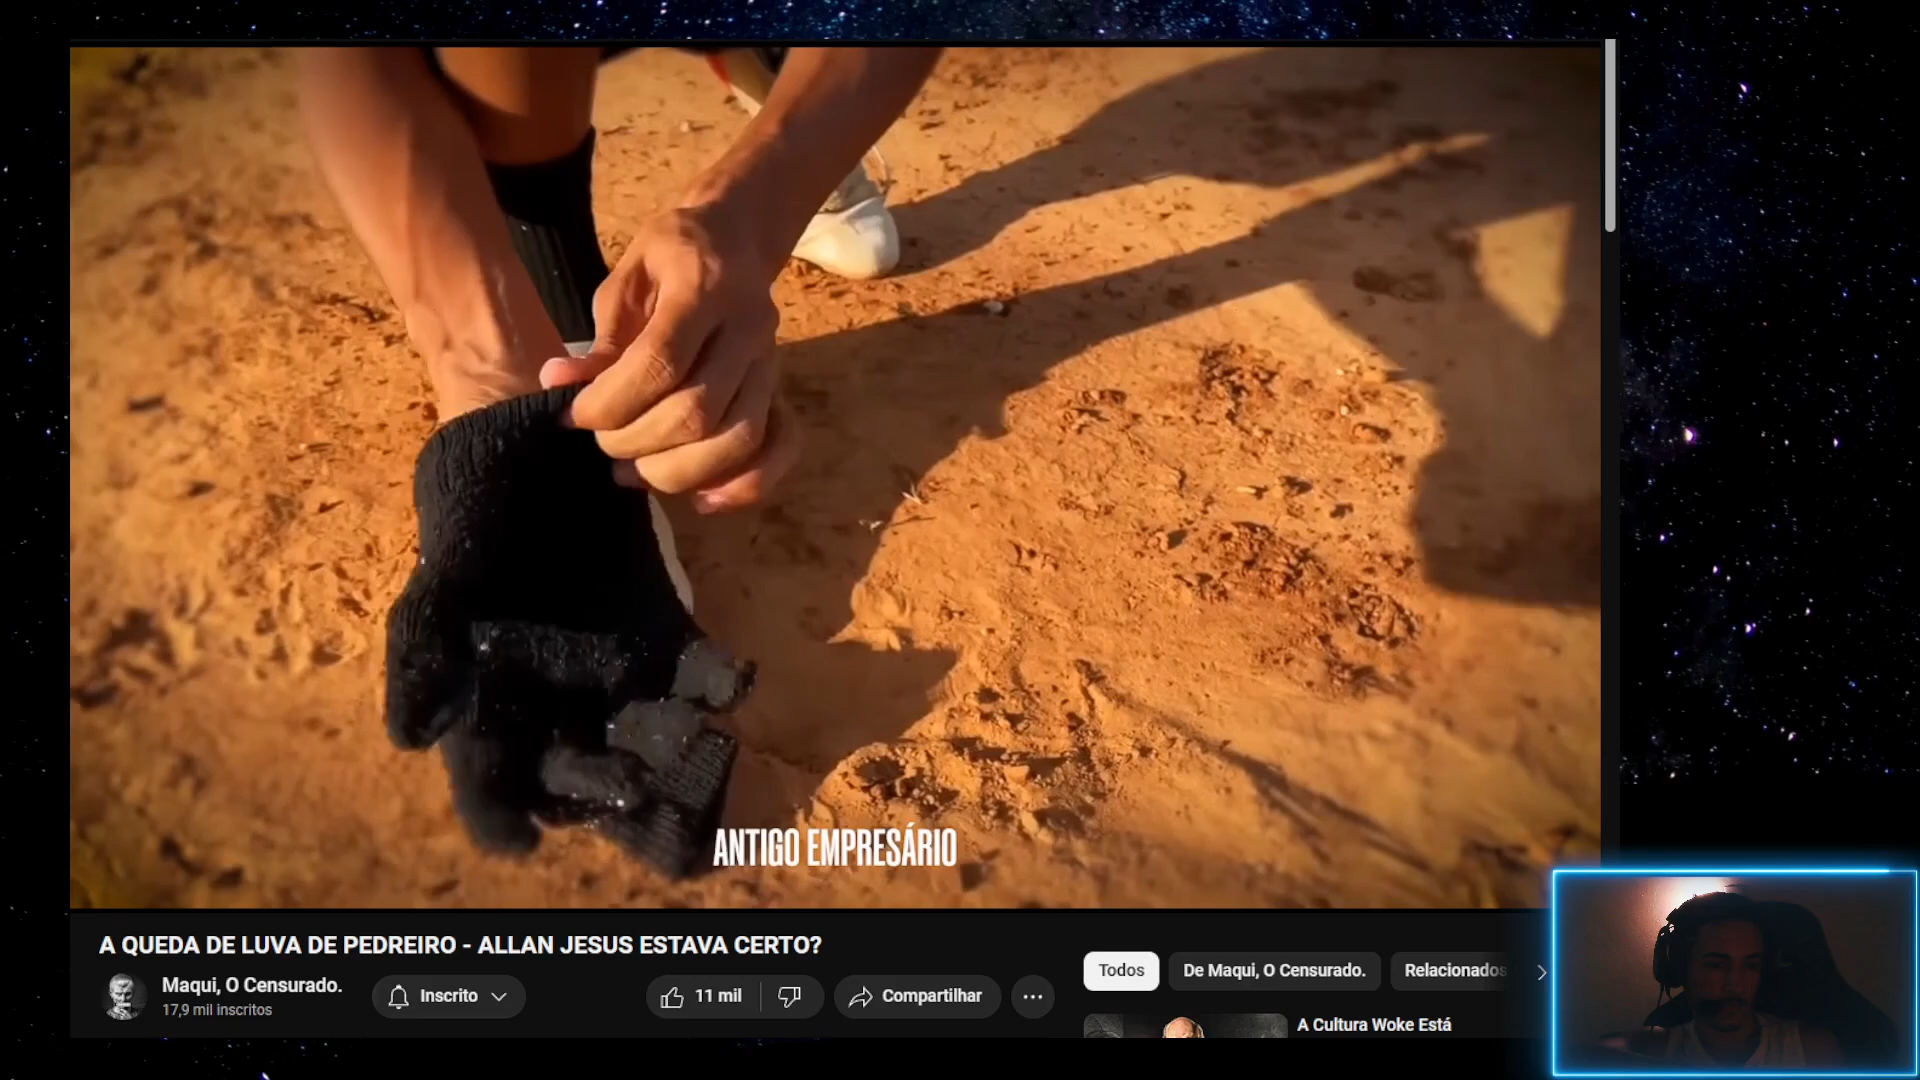 ANTIGO EMPRESÁRIO
A QUEDA DE LUVA DE PEDREIRO - ALLAN JESUS ESTAVA CERTO?
Maqui, O Censurado.
17,9 mil inscritos
Inscrito
11 mil
Compartilhar
Todos
De Maqui, O Censurado.
Relacionados
A Cultura Woke Está